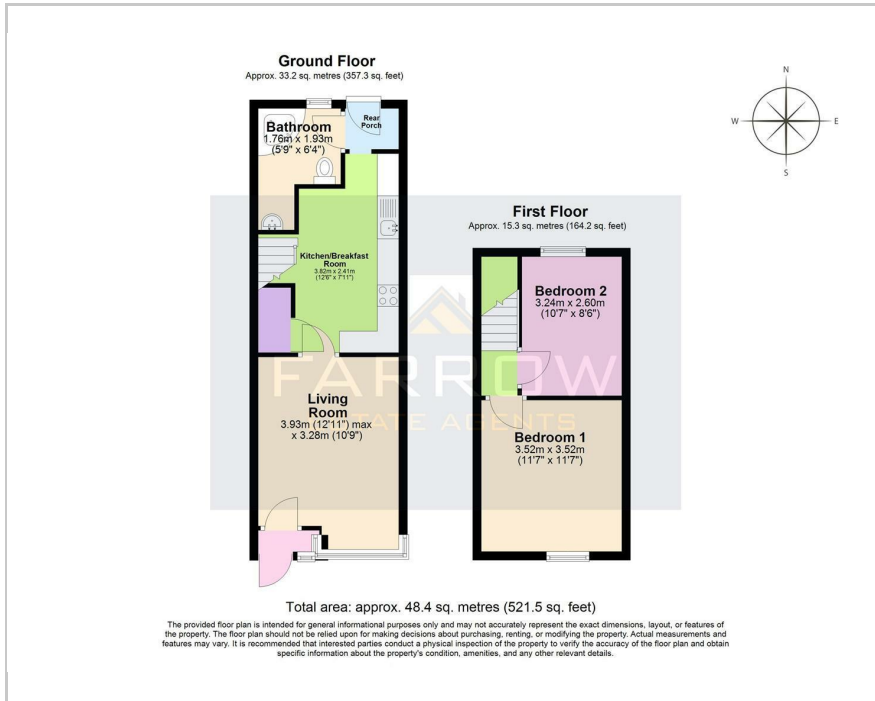 Ground Floor
Approx. 33.2 sq. metres (357.3 sq. feet)
Bathroom
1.76m x 1.93m
(5'9" x 6'4")
Rear
Porch
N
W
E
S
Kitchen/Breakfast
Room
3.82m x 2.41m
(12'6" x 7'11")
Living
Room
3.93m (12'11") max
x 3.28m (10'9")
First Floor
Approx. 15.3 sq. metres (164.2 sq. feet)
Bedroom 2
3.24m x 2.60m
(10'7" x 8'6")
FARROW
ESTATE AGENTS
Bedroom 1
3.52m x 3.52m
(11'7" x 11'7")
Total area: approx. 48.4 sq. metres (521.5 sq. feet)
The provided floor plan is intended for general informational purposes only and may not accurately represent the exact dimensions, layout, or features of
the property. The floor plan should not be relied upon for making decisions about purchasing, renting, or modifying the property. Actual measurements and
features may vary. It is recommended that interested parties conduct a physical inspection of the property to verify the accuracy of the floor plan and obtain
specific information about the property's condition, amenities, and any other relevant details.